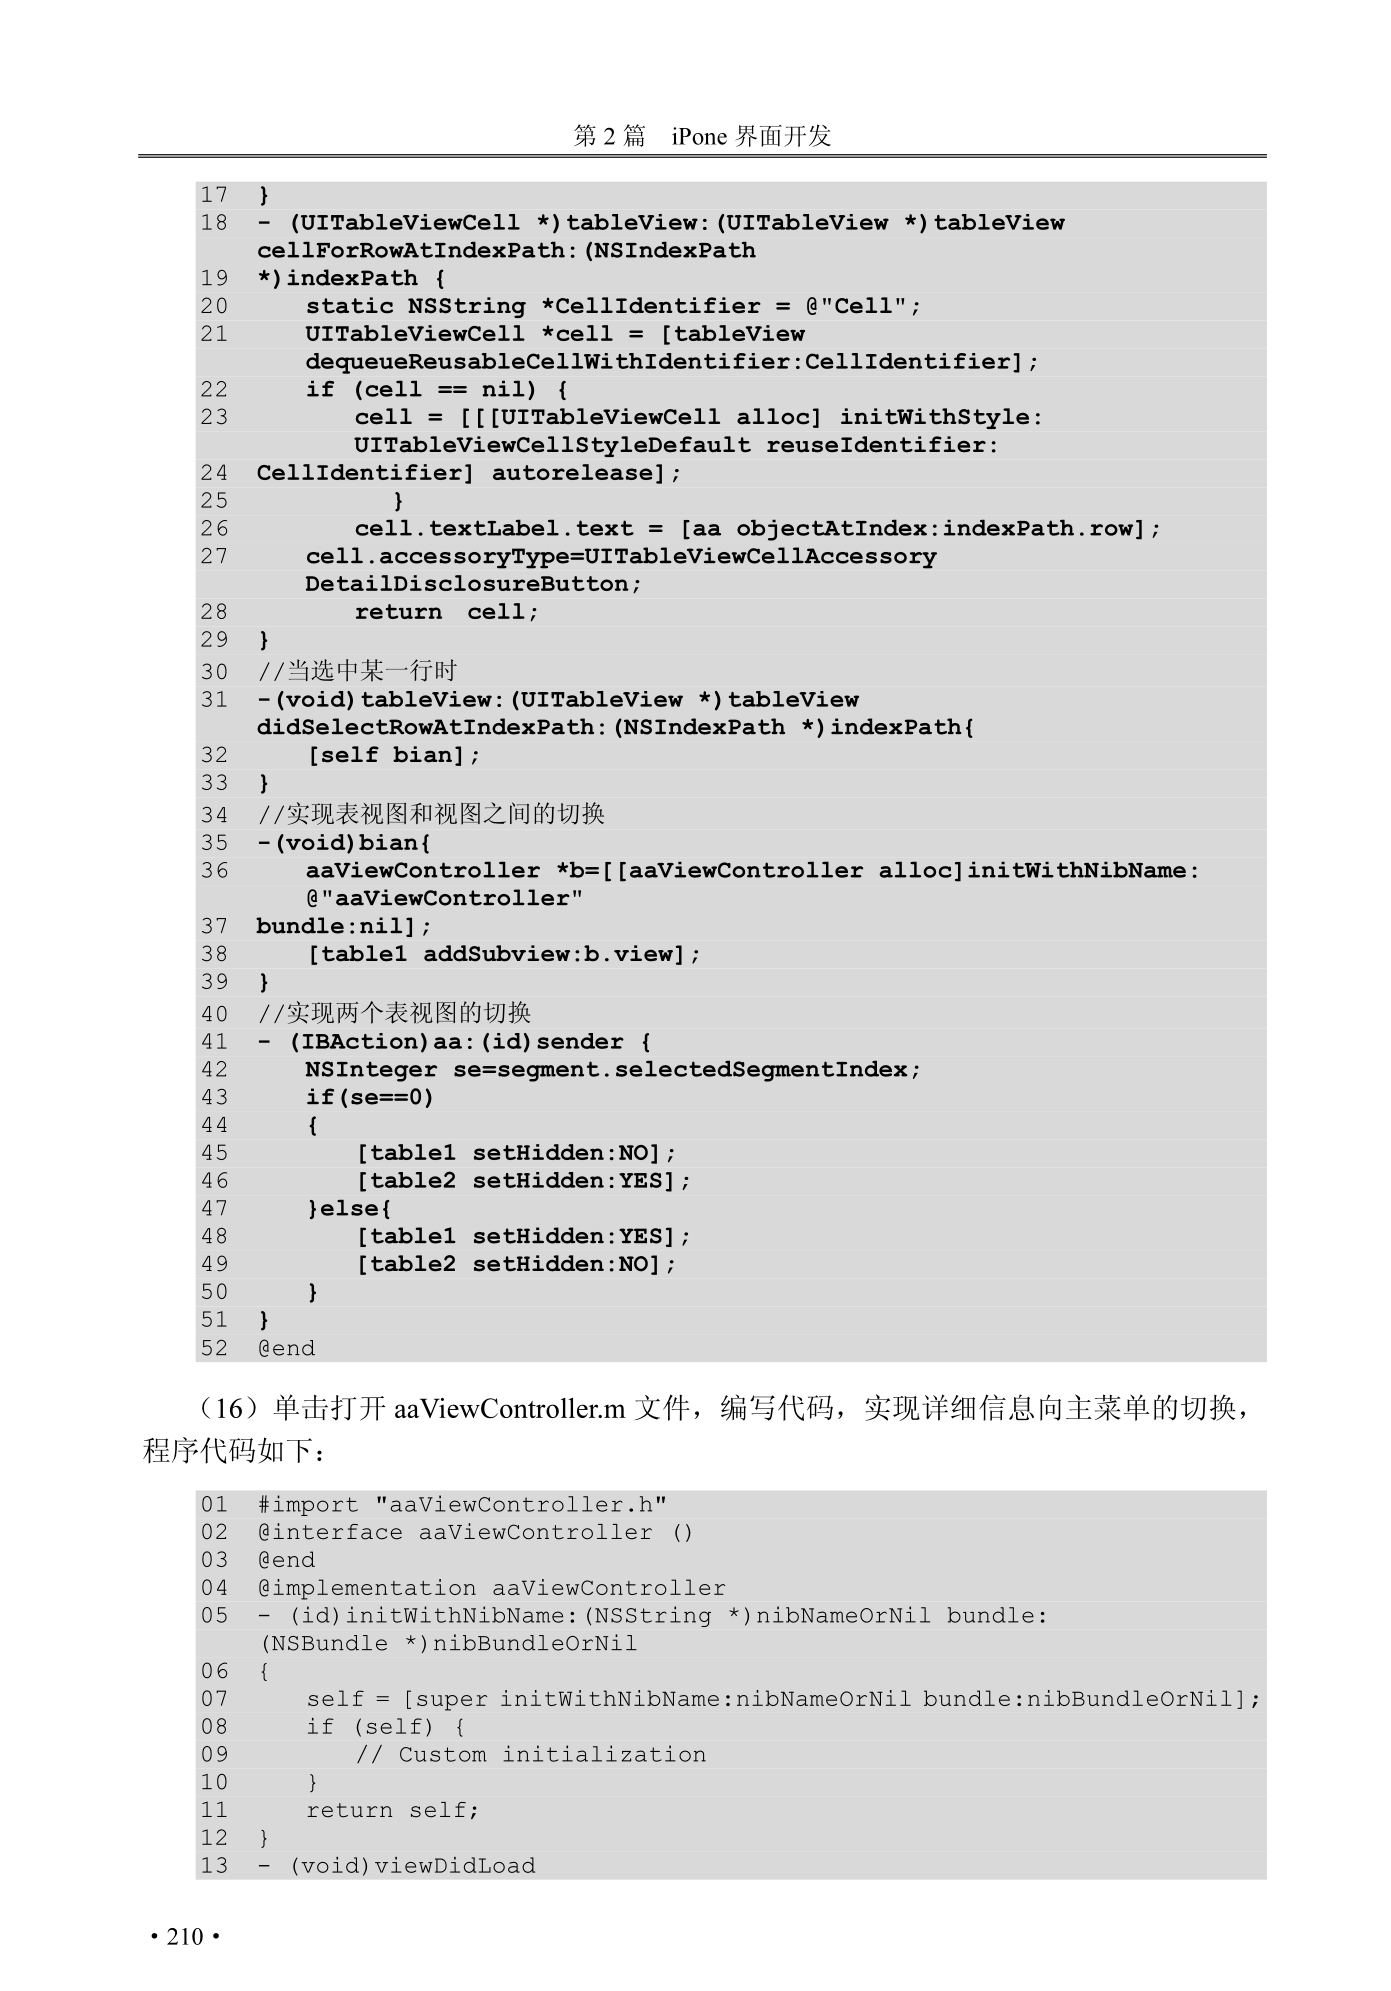 第 2 篇　iPone 界面开发
17 }
18 - (UITableViewCell *)tableView:(UITableView *)tableView
cellForRowAtIndexPath:(NSIndexPath
19 *)indexPath {
20 static NSString *CellIdentifier = @"Cell";
21 UITableViewCell *cell = [tableView
dequeueReusableCellWithIdentifier:CellIdentifier];
22 if (cell == nil) {
23 cell = [[[UITableViewCell alloc] initWithStyle:
UITableViewCellStyleDefault reuseIdentifier:
24 CellIdentifier] autorelease];
25 }
26 cell.textLabel.text = [aa objectAtIndex:indexPath.row];
27 cell.accessoryType=UITableViewCellAccessory
DetailDisclosureButton;
28 return cell;
29 }
30 //当选中某一行时
31 -(void)tableView:(UITableView *)tableView
didSelectRowAtIndexPath:(NSIndexPath *)indexPath{
32 [self bian];
33 }
34 //实现表视图和视图之间的切换
35 -(void)bian{
36 aaViewController *b=[[aaViewController alloc]initWithNibName:
@"aaViewController"
37 bundle:nil];
38 [table1 addSubview:b.view];
39 }
40 //实现两个表视图的切换
41 - (IBAction)aa:(id)sender {
42 NSInteger se=segment.selectedSegmentIndex;
43 if(se==0)
44 {
45 [table1 setHidden:NO];
46 [table2 setHidden:YES];
47 }else{
48 [table1 setHidden:YES];
49 [table2 setHidden:NO];
50 }
51 }
52 @end
（16）单击打开 aaViewController.m 文件，编写代码，实现详细信息向主菜单的切换，
程序代码如下：
01 #import "aaViewController.h"
02 @interface aaViewController ()
03 @end
04 @implementation aaViewController
05 - (id)initWithNibName:(NSString *)nibNameOrNil bundle:
(NSBundle *)nibBundleOrNil
06 {
07 self = [super initWithNibName:nibNameOrNil bundle:nibBundleOrNil];
08 if (self) {
09 // Custom initialization
10 }
11 return self;
12 }
13 - (void)viewDidLoad
• 210 •